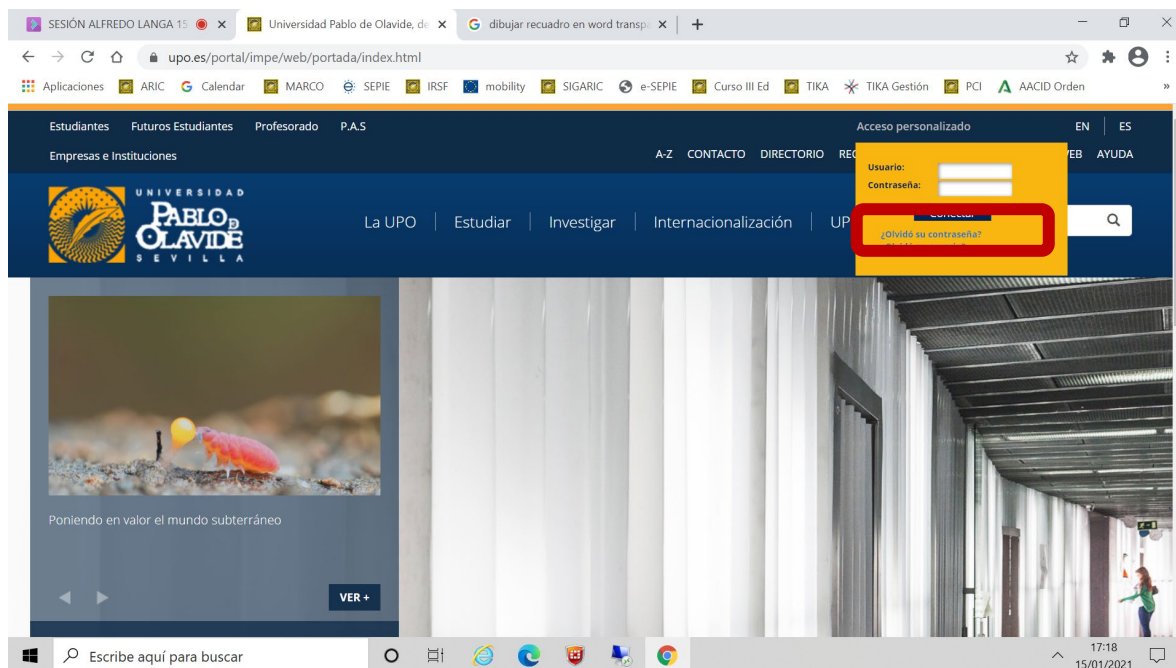 SESIÓN ALFREDO LANGA 15
Universidad Pablo de Olavide, de
dibujar recuadro en word transpa
upo.es/portal/impe/web/portada/index.html
Aplicaciones ARIC Calendar MARCO SEPIE IRSF mobility SIGARIC e-SEPIE Curso III Ed TIKA TIKA Gestión PCI AACID Orden »
Estudiantes Futuros Estudiantes Profesorado P.A.S Acceso personalizado EN ES
Empresas e Instituciones A-Z CONTACTO DIRECTORIO AYUDA
Usuario:
Contraseña:
Conectar
¿Olvidó su contraseña?
UNIVERSIDAD
PABLO DE
OLAVIDE
SEVILLA
La UPO Estudiar Investigar Internacionalización UP
Poniendo en valor el mundo subterráneo
VER +
Escribe aquí para buscar
17:18
15/01/2021